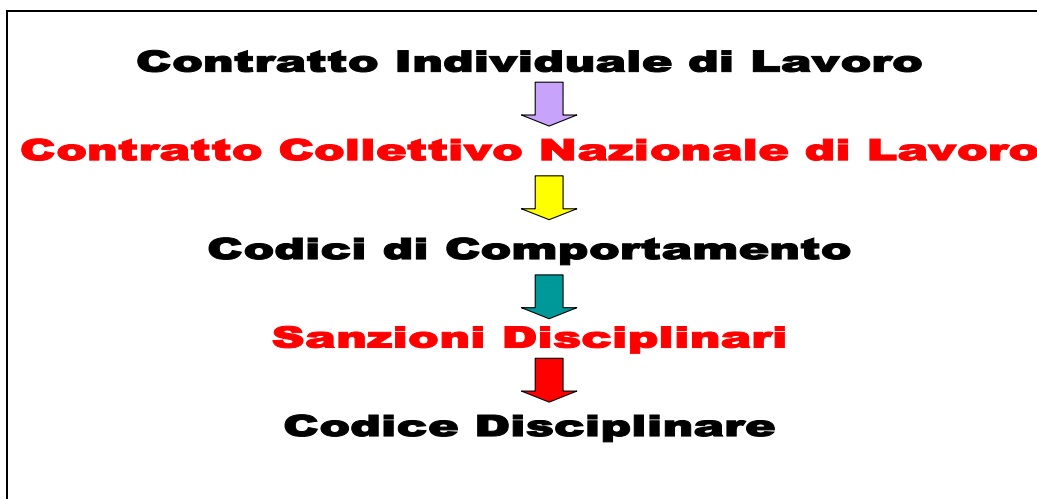 Contratto Individuale di Lavoro
Contratto Collettivo Nazionale di Lavoro
Codici di Comportamento
Sanzioni Disciplinari
Codice Disciplinare